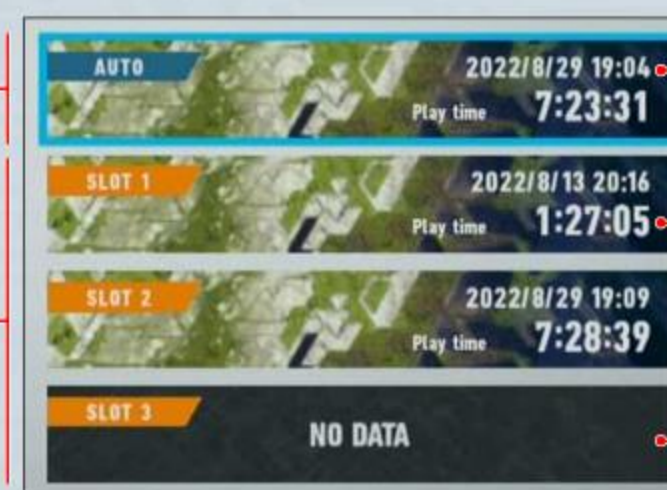 AUTO
2022/8/29 19:04
Play time 7:23:31
SLOT 1
2022/8/13 20:16
Play time 1:27:05
SLOT 2
2022/8/29 19:09
Play time 7:28:39
SLOT 3
NO DATA